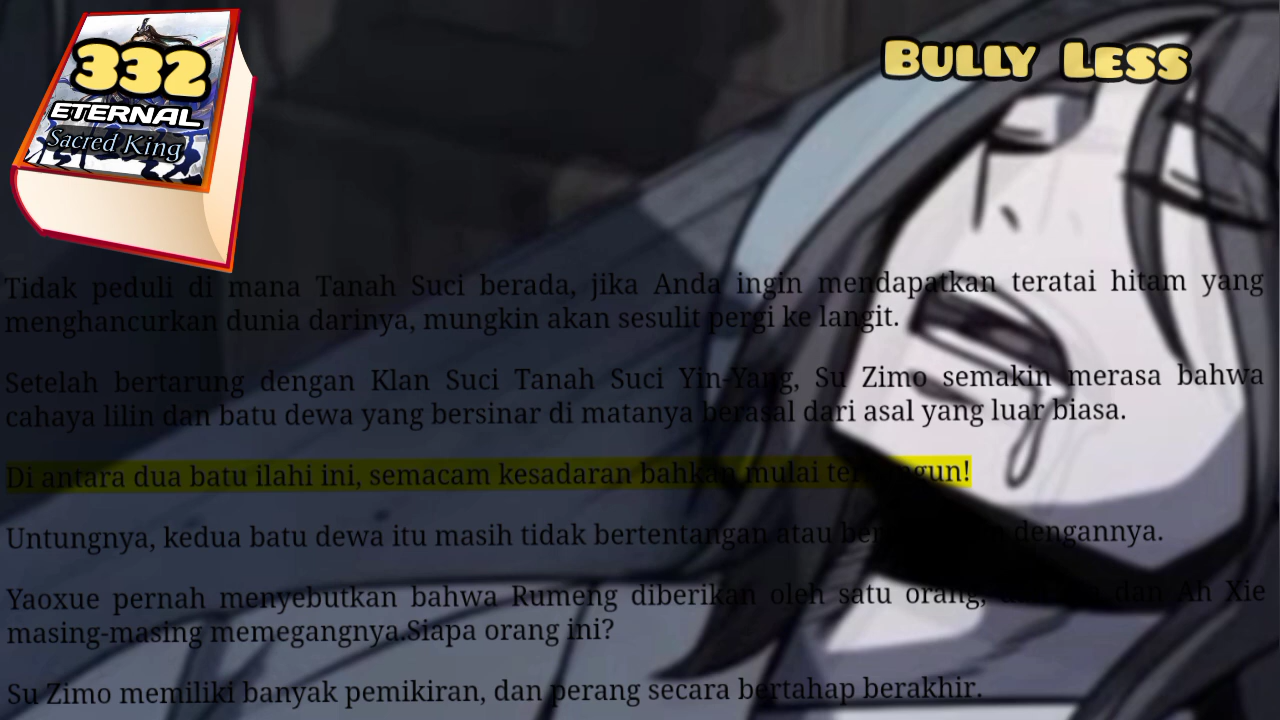 332
ETERNAL
Sacred King
BULLY LESS
Tidak peduli di mana Tanah Suci berada, jika Anda ingin mendapatkan teratai hitam yang
menghancurkan dunia darinya, mungkin akan sesulit pergi ke langit.
Setelah bertarung dengan Klan Suci Tanah Suci Yin-Yang, Su Zimo semakin merasa bahwa
cahaya lilin dan batu dewa yang bersinar di matanya berasal dari asal yang luar biasa.
Di antara dua batu ilahi ini, semacam kesadaran bahkan mulai
Untungnya, kedua batu dewa itu masih tidak bertentangan atau dengannya.
Yaoxue pernah menyebutkan bahwa Rumeng diberikan oleh satu orang, dan Ah Xie
masing-masing memegangnya.Siapa orang ini?
Su Zimo memiliki banyak pemikiran, dan perang secara bertahap berakhir.